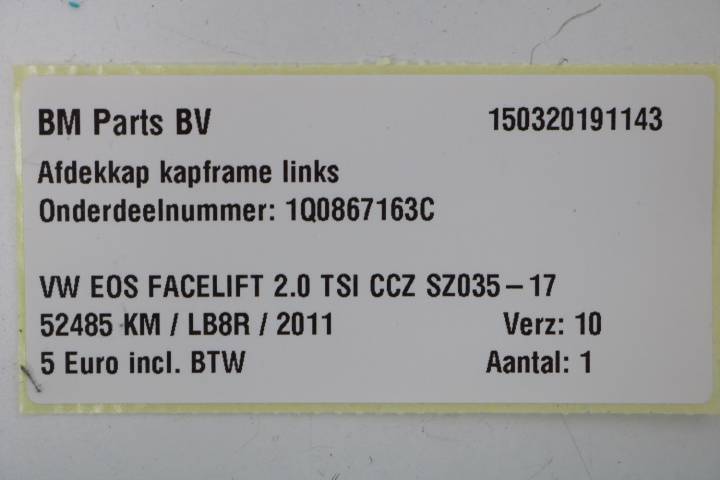 BM Parts BV 150320191143
Afdekkap kapframe links
Onderdeelnummer: 1Q0867163C
VW EOS FACELIFT 2.0 TSI CCZ SZ035-17
52485 KM / LB8R / 2011 Verz: 10
5 Euro incl. BTW Aantal: 1